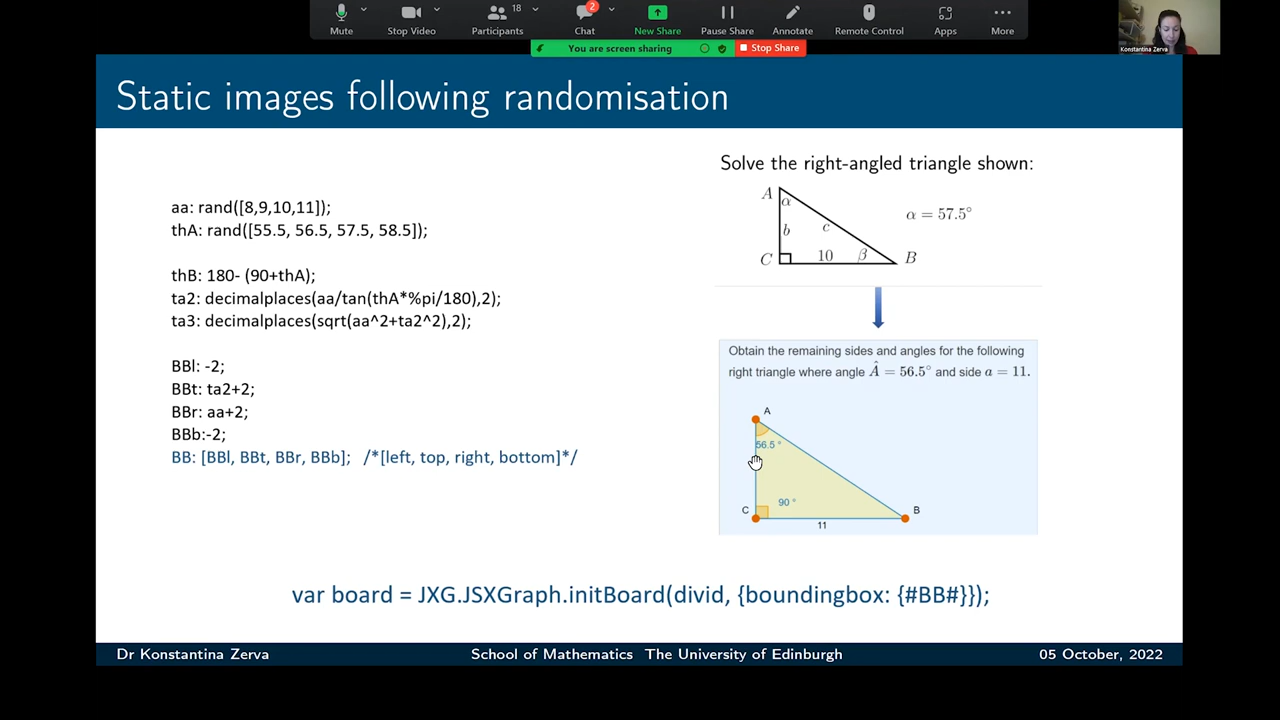 Mute
Stop Video
Participants
18
Chat
2
New Share
Pause Share
Annotate
Remote Control
Apps
More
You are screen sharing
Stop Share
Konstantina Zerva
Static images following randomisation
aa: rand([8,9,10,11]);
thA: rand([55.5, 56.5, 57.5, 58.5]);
thB: 180- (90+thA);
ta2: decimalplaces(aa/tan(thA*%pi/180),2);
ta3: decimalplaces(sqrt(aa^2+ta2^2),2);
BBl: -2;
BBt: ta2+2;
BBr: aa+2;
BBb:-2;
BB: [BBl, BBt, BBr, BBb]; /*[left, top, right, bottom]*/
Solve the right-angled triangle shown:
A
α
b
c
α = 57.5°
C
10
β
B
Obtain the remaining sides and angles for the following
right triangle where angle Â = 56.5° and side a = 11.
A
56.5 °
90 °
C
B
11
var board = JXG.JSXGraph.initBoard(divid, {boundingbox: {#BB#}});
Dr Konstantina Zerva
School of Mathematics The University of Edinburgh
05 October, 2022